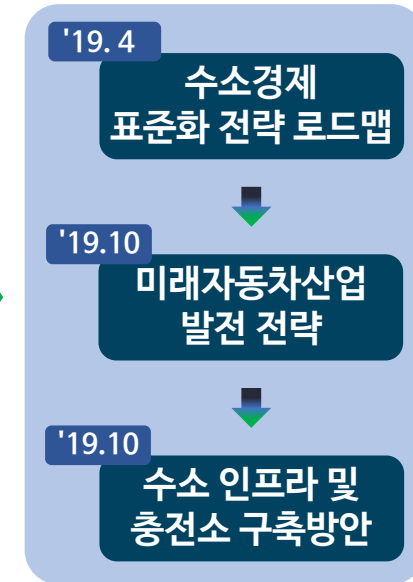 '19. 4
수소경제
표준화 전략 로드맵
'19.10
미래자동차산업
발전 전략
'19.10
수소 인프라 및
충전소 구축방안